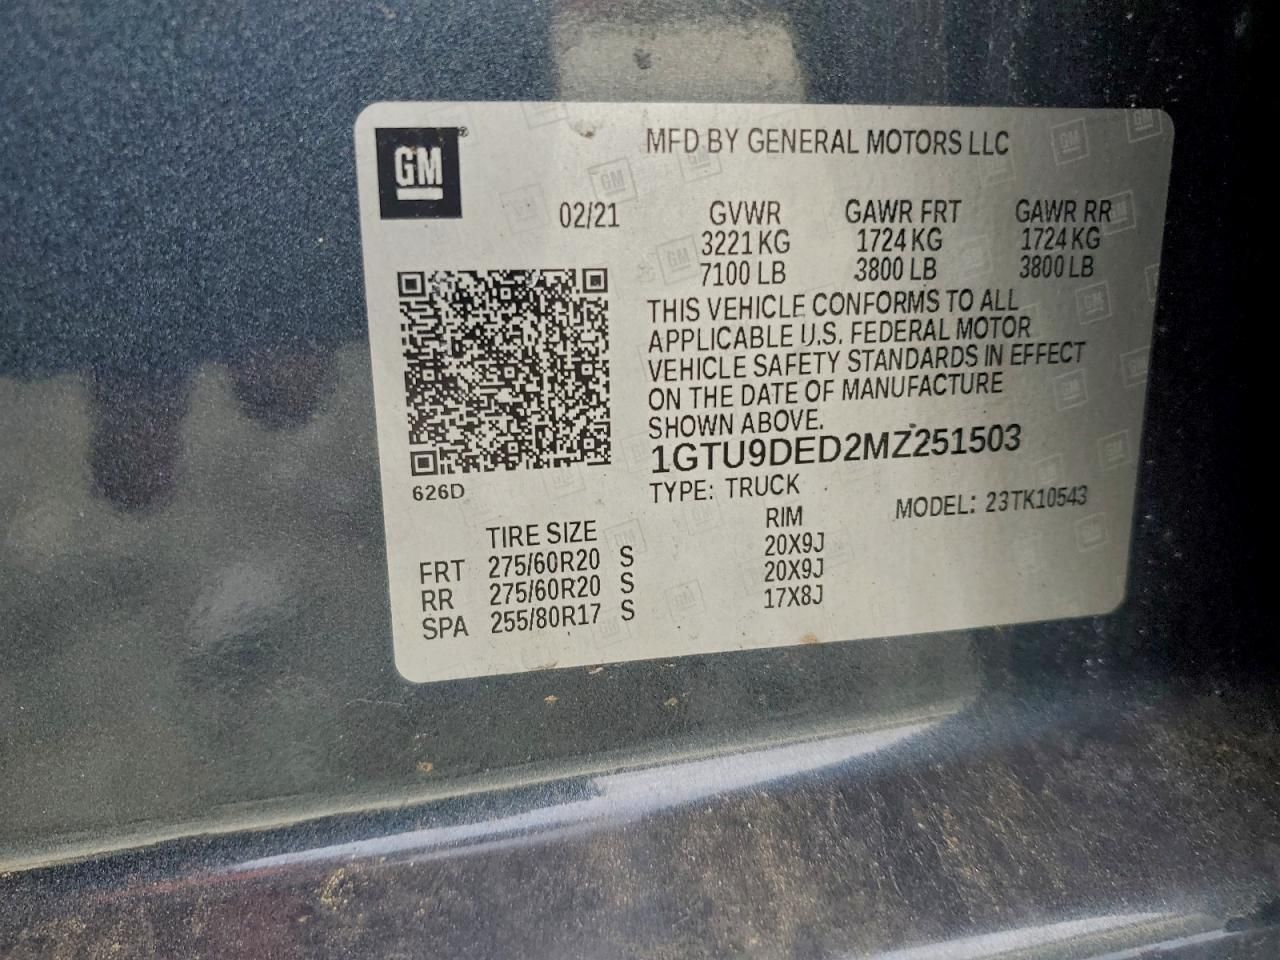 GM®
MFD BY GENERAL MOTORS LLC
02/21
GVWR GAWR FRT GAWR RR
3221 KG 1724 KG 1724 KG
7100 LB 3800 LB 3800 LB
THIS VEHICLE CONFORMS TO ALL
APPLICABLE U.S. FEDERAL MOTOR
VEHICLE SAFETY STANDARDS IN EFFECT
ON THE DATE OF MANUFACTURE
SHOWN ABOVE.
1GTU9DED2MZ251503
626D
TYPE: TRUCK
MODEL: 23TK10543
TIRE SIZE RIM
FRT 275/60R20 S 20X9J
RR 275/60R20 S 20X9J
SPA 255/80R17 S 17X8J